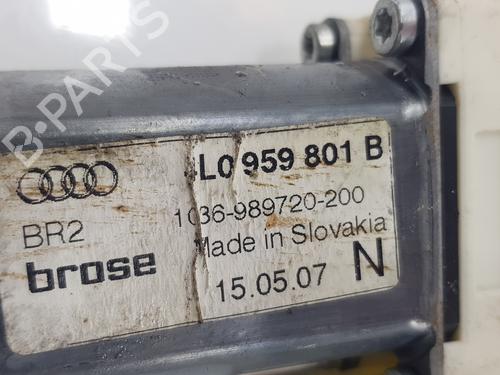 B-PARTS
L0 959 801 B
BR2
1036-989720-200
Made in Slovakia
brose
15.05.07
N